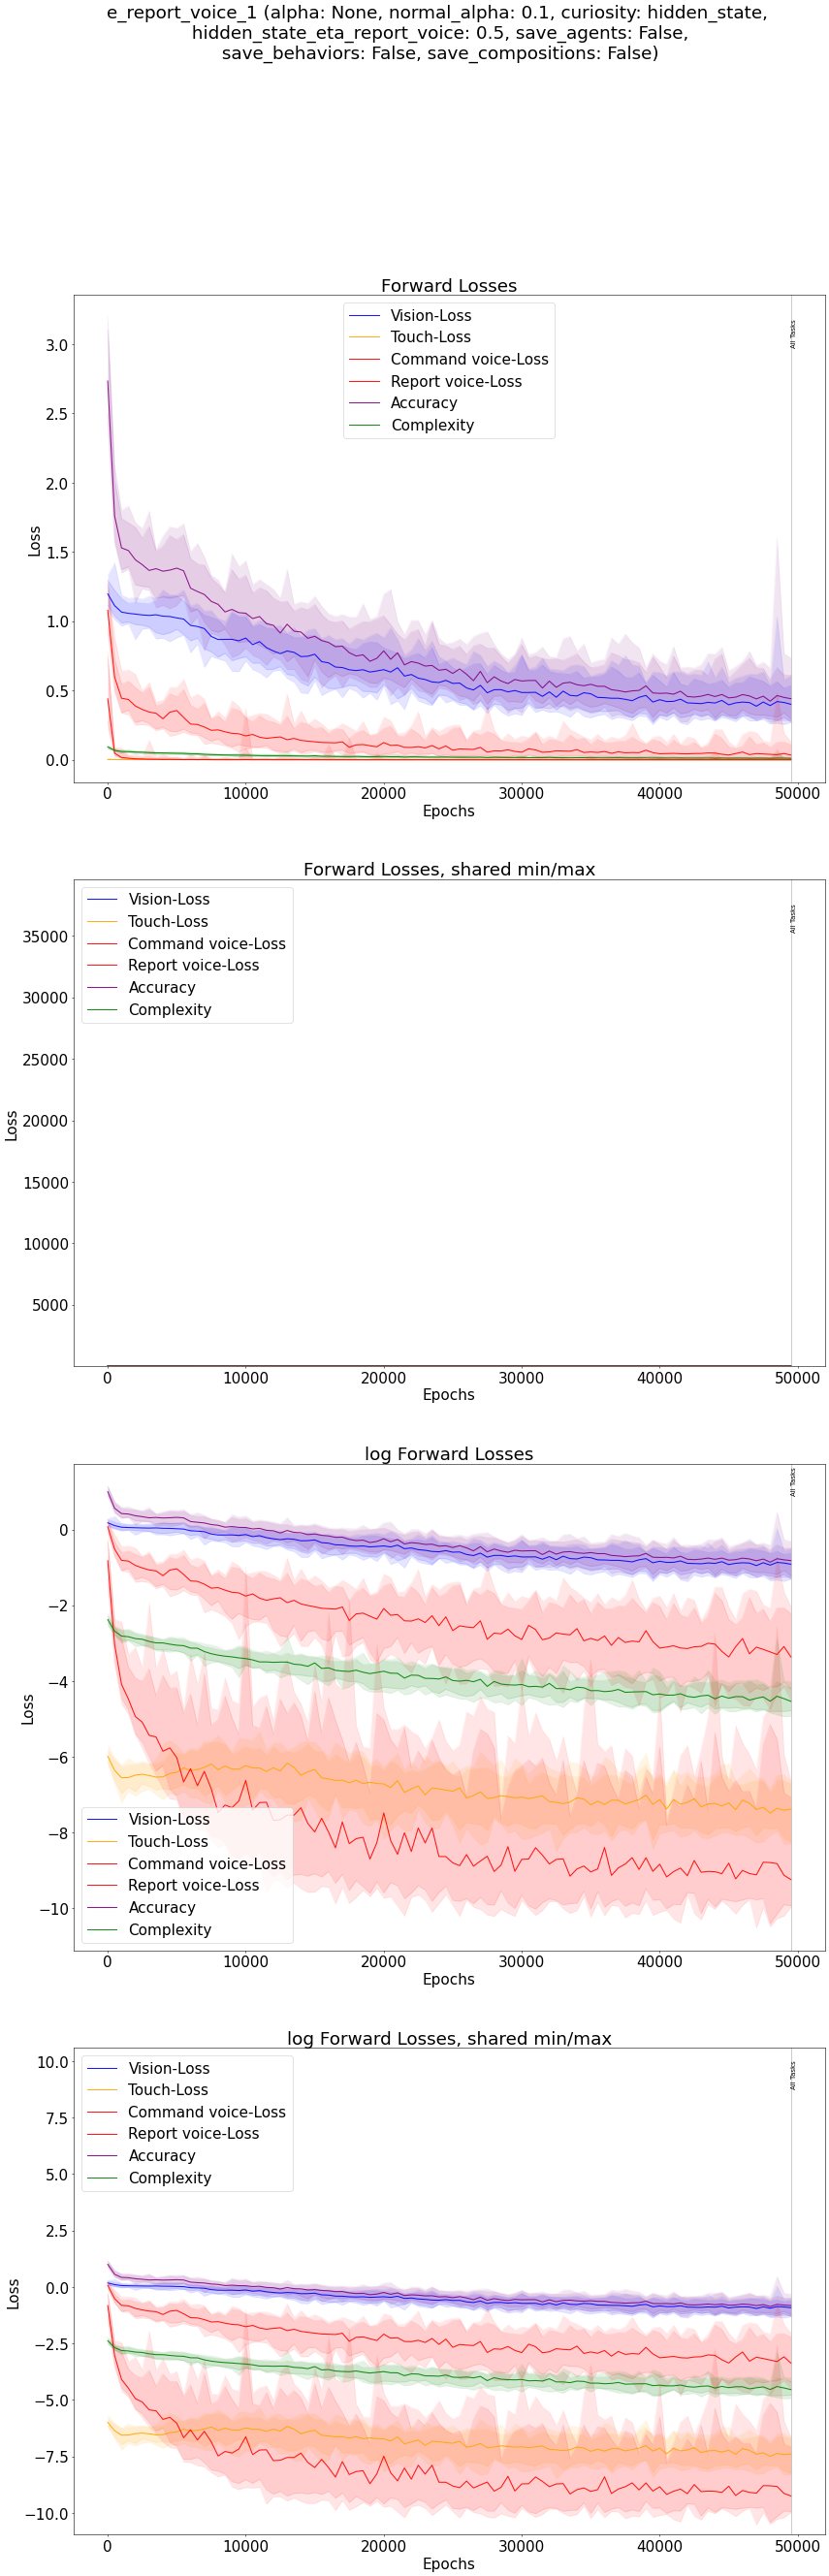 e_report_voice_1 (alpha: None, normal_alpha: 0.1, curiosity: hidden_state,
hidden_state_eta_report_voice: 0.5, save_agents: False,
save_behaviors: False, save_compositions: False)
Forward Losses
Vision-Loss
Touch-Loss
Command voice-Loss
Report voice-Loss
Accuracy
Complexity
All Tasks
3.0
2.5
2.0
1.5
1.0
0.5
0.0
Loss
0 10000 20000 30000 40000 50000
Epochs
Forward Losses, shared min/max
Vision-Loss
Touch-Loss
Command voice-Loss
Report voice-Loss
Accuracy
Complexity
All Tasks
35000
30000
25000
20000
15000
10000
5000
Loss
0 10000 20000 30000 40000 50000
Epochs
log Forward Losses
All Tasks
0
−2
−4
−6
−8
−10
Loss
Vision-Loss
Touch-Loss
Command voice-Loss
Report voice-Loss
Accuracy
Complexity
0 10000 20000 30000 40000 50000
Epochs
log Forward Losses, shared min/max
Vision-Loss
Touch-Loss
Command voice-Loss
Report voice-Loss
Accuracy
Complexity
All Tasks
10.0
7.5
5.0
2.5
0.0
−2.5
−5.0
−7.5
−10.0
Loss
0 10000 20000 30000 40000 50000
Epochs